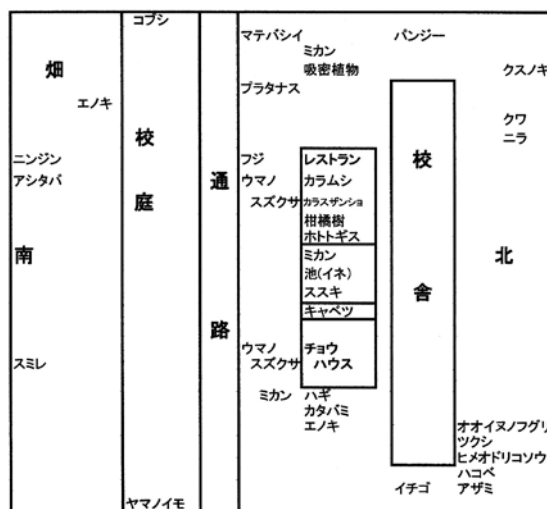 コブシ
マテバシイ
パンジー
ミカン
畑
吸密植物
クスノキ
プラタナス
エノキ
クワ
校庭
ニラ
ニンジン
フジ
レストラン
校舎
アシタバ
通路
ウマノ
スズクサ
カラムシ
カラスザンショ
柑橘樹
ホトトギス
南
ミカン
北
池(イネ)
ススキ
キャベツ
ウマノ
スズクサ
チョウ
ハウス
スミレ
ミカン
ハギ
カタバミ
エノキ
オオイヌノフグリ
ツクシ
ヒメオドリコソウ
ハコベ
イチゴ
アザミ
ヤマノイモ